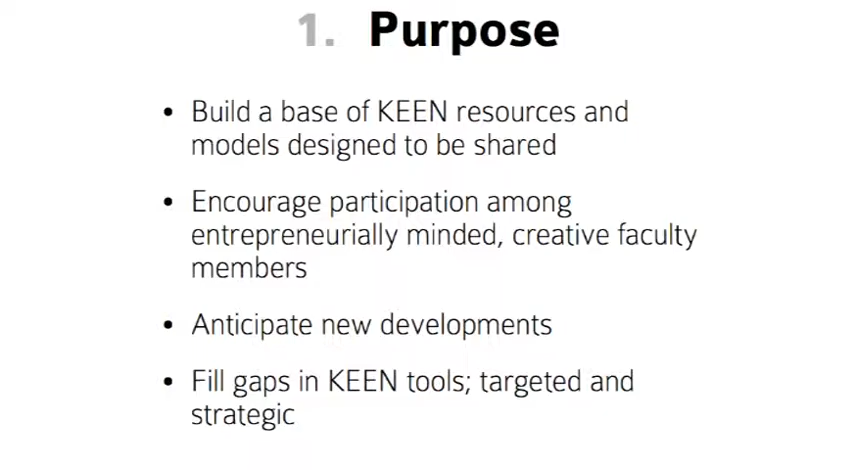 1. Purpose
• Build a base of KEEN resources and
models designed to be shared
• Encourage participation among
entrepreneurially minded, creative faculty
members
• Anticipate new developments
• Fill gaps in KEEN tools; targeted and
strategic